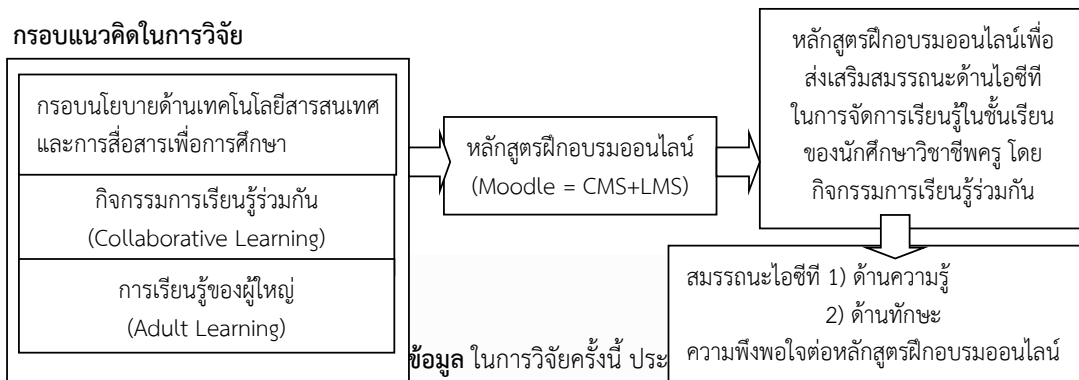 กรอบแนวคิดในการวิจัย
กรอบนโยบายด้านเทคโนโลยีสารสนเทศ
และการสื่อสารเพื่อการศึกษา
กิจกรรมการเรียนรู้ร่วมกัน
(Collaborative Learning)
การเรียนรู้ของผู้ใหญ่
(Adult Learning)
หลักสูตรฝึกอบรมออนไลน์
(Moodle = CMS+LMS)
หลักสูตรฝึกอบรมออนไลน์เพื่อ
ส่งเสริมสมรรถนะด้านไอซีที
ในการจัดการเรียนรู้ในชั้นเรียน
ของนักศึกษาวิชาชีพครู โดย
กิจกรรมการเรียนรู้ร่วมกัน
สมรรถนะไอซีที 1) ด้านความรู้
2) ด้านทักษะ
ความพึงพอใจต่อหลักสูตรฝึกอบรมออนไลน์
ข้อมูล ในการวิจัยครั้งนี้ ประ